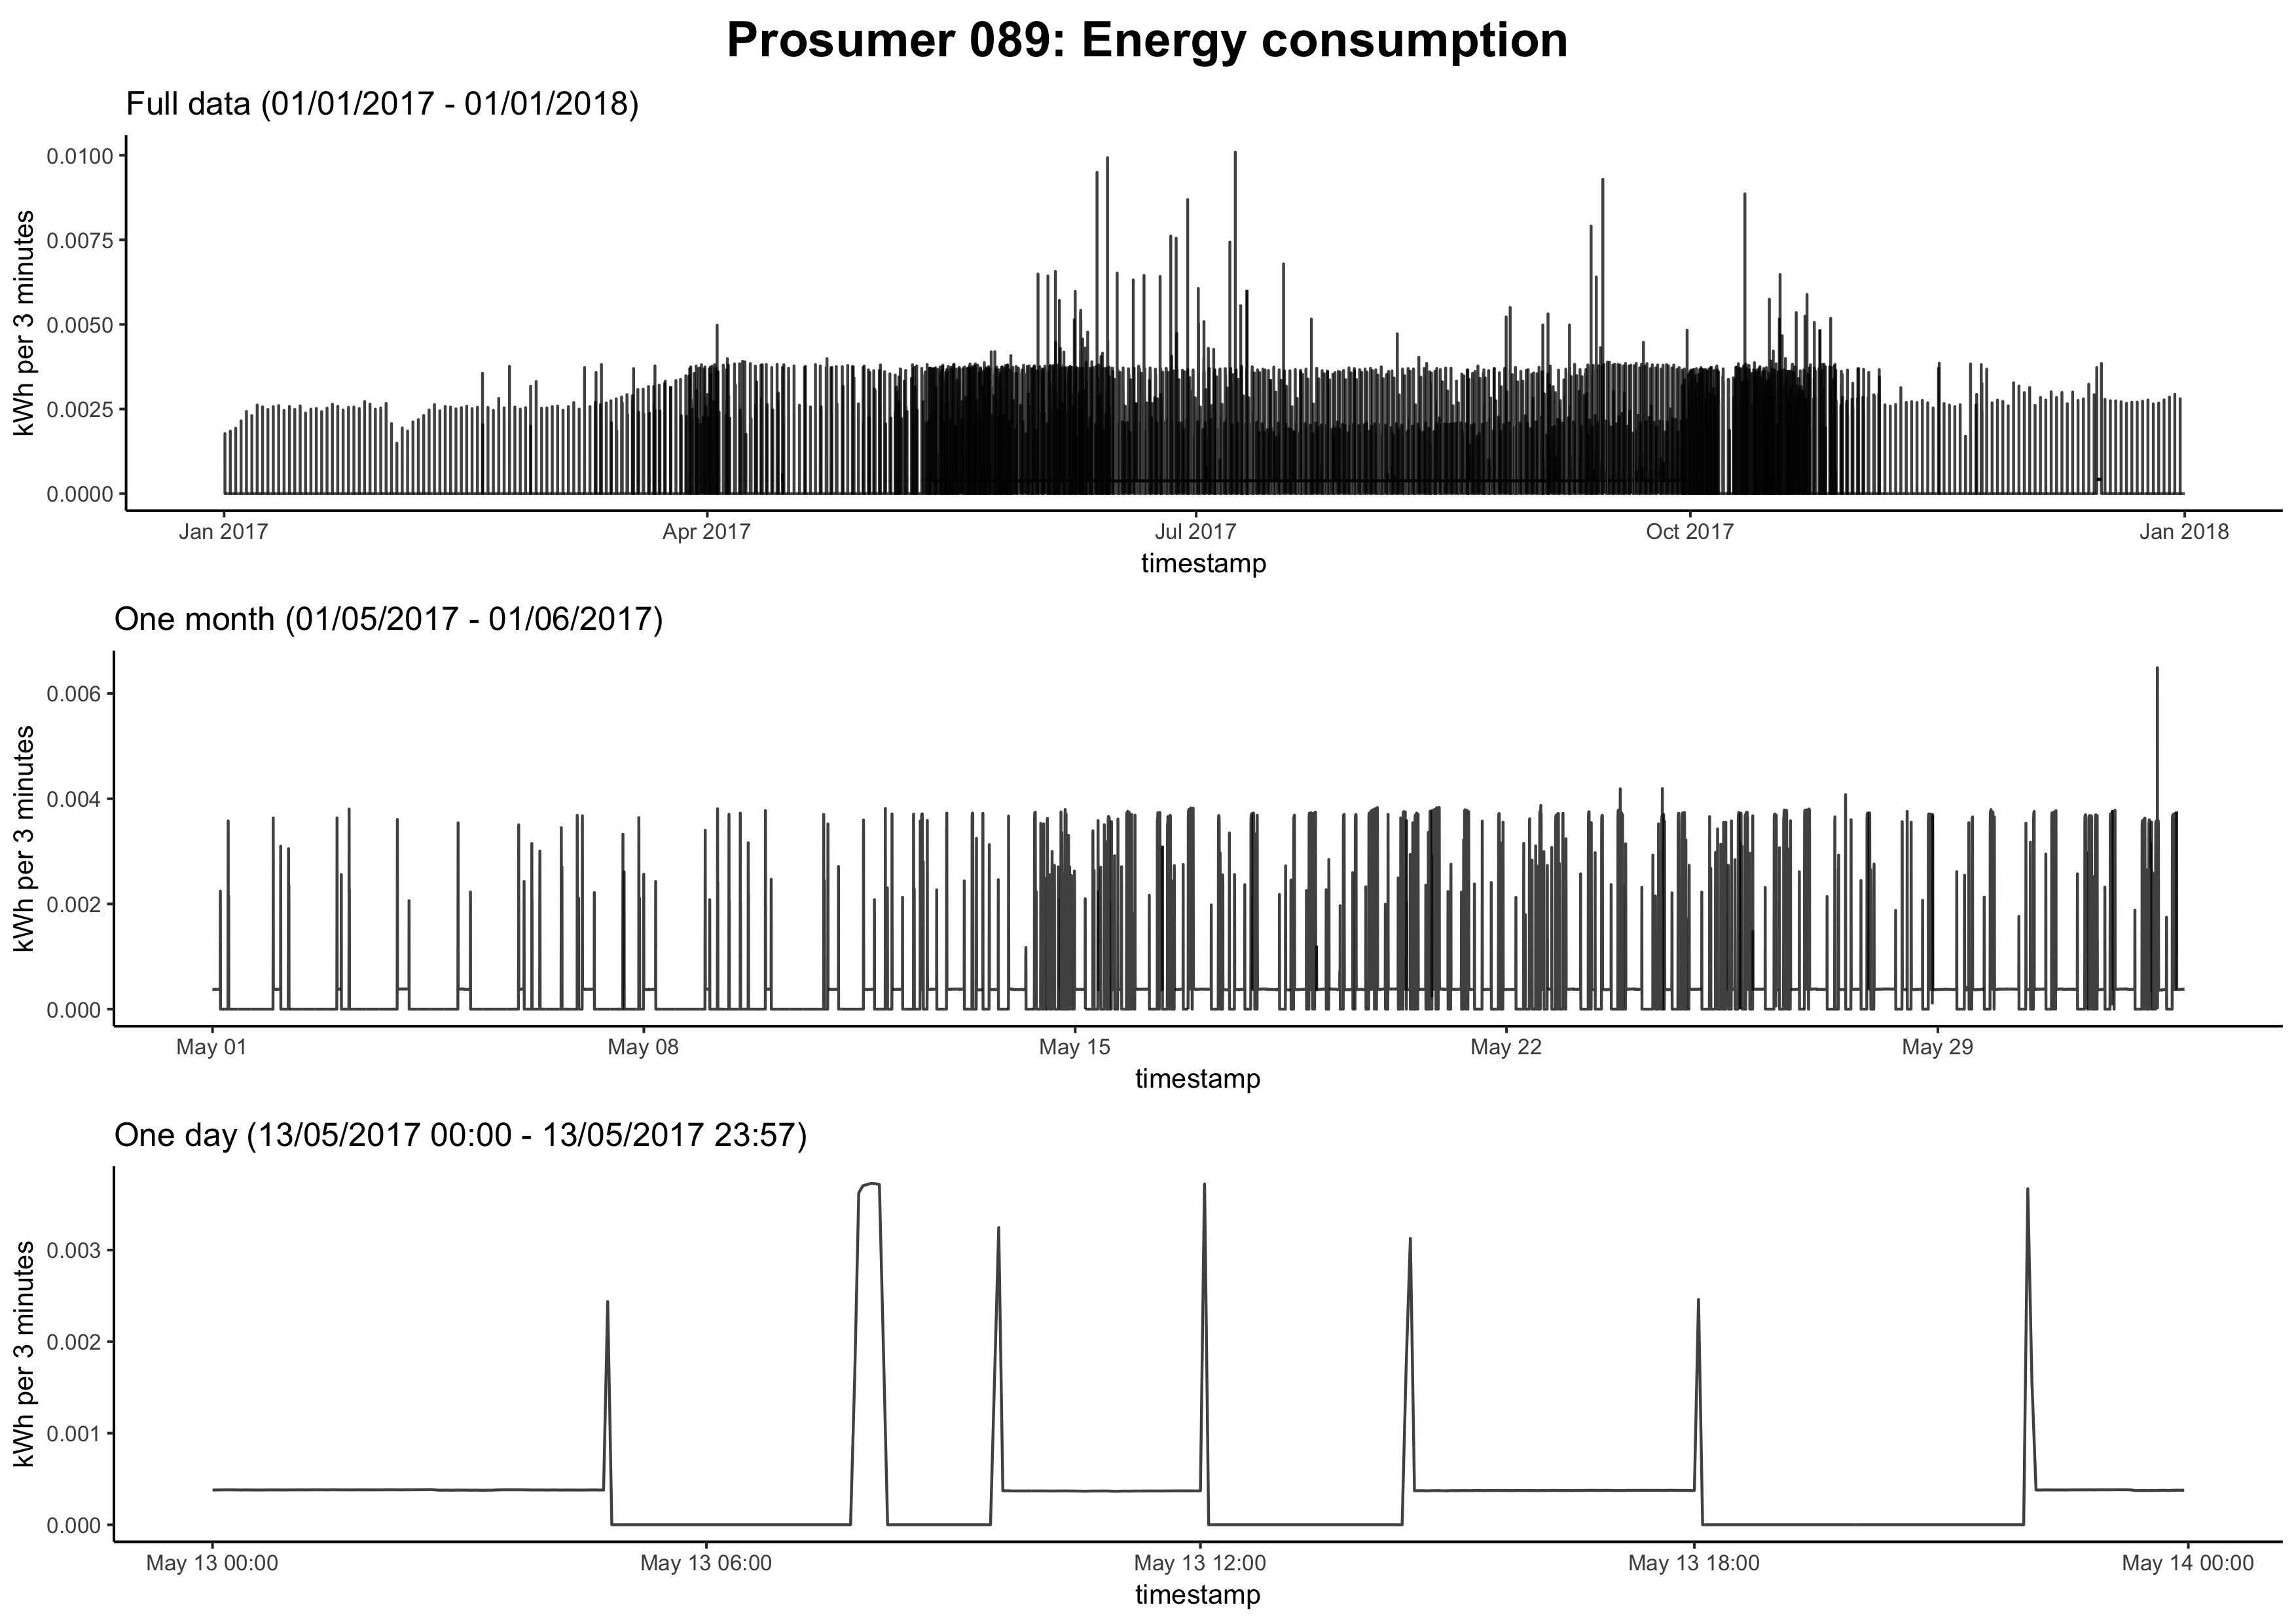 Prosumer 089: Energy consumption
Full data (01/01/2017 - 01/01/2018)
kWh per 3 minutes
0.0100
0.0075
0.0050
0.0025
0.0000
Jan 2017 Apr 2017 Jul 2017 Oct 2017 Jan 2018
timestamp
One month (01/05/2017 - 01/06/2017)
kWh per 3 minutes
0.006
0.004
0.002
0.000
May 01 May 08 May 15 May 22 May 29
timestamp
One day (13/05/2017 00:00 - 13/05/2017 23:57)
kWh per 3 minutes
0.003
0.002
0.001
0.000
May 13 00:00 May 13 06:00 May 13 12:00 May 13 18:00 May 14 00:00
timestamp